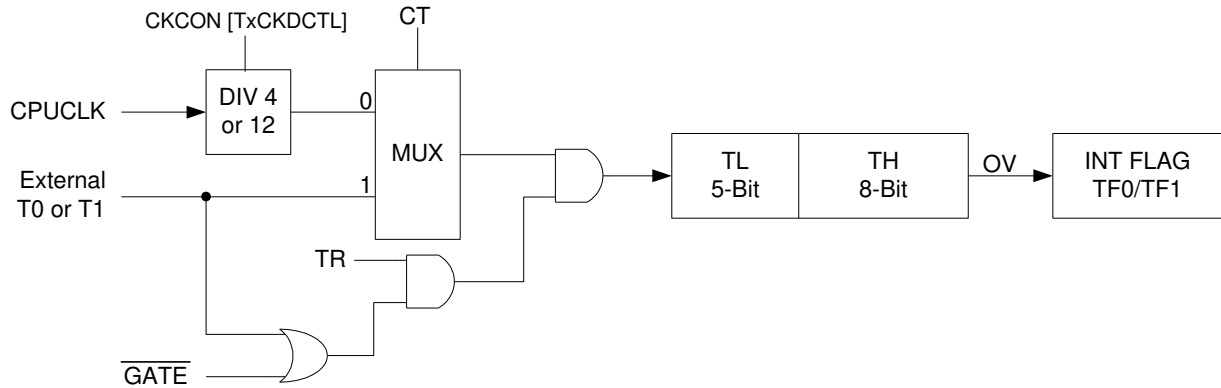 CKCON [TxCKDCTL]
CT
CPUCLK
DIV 4
or 12
0
MUX
External
T0 or T1
1
TR
GATE
TL
5-Bit
TH
8-Bit
OV
INT FLAG
TF0/TF1